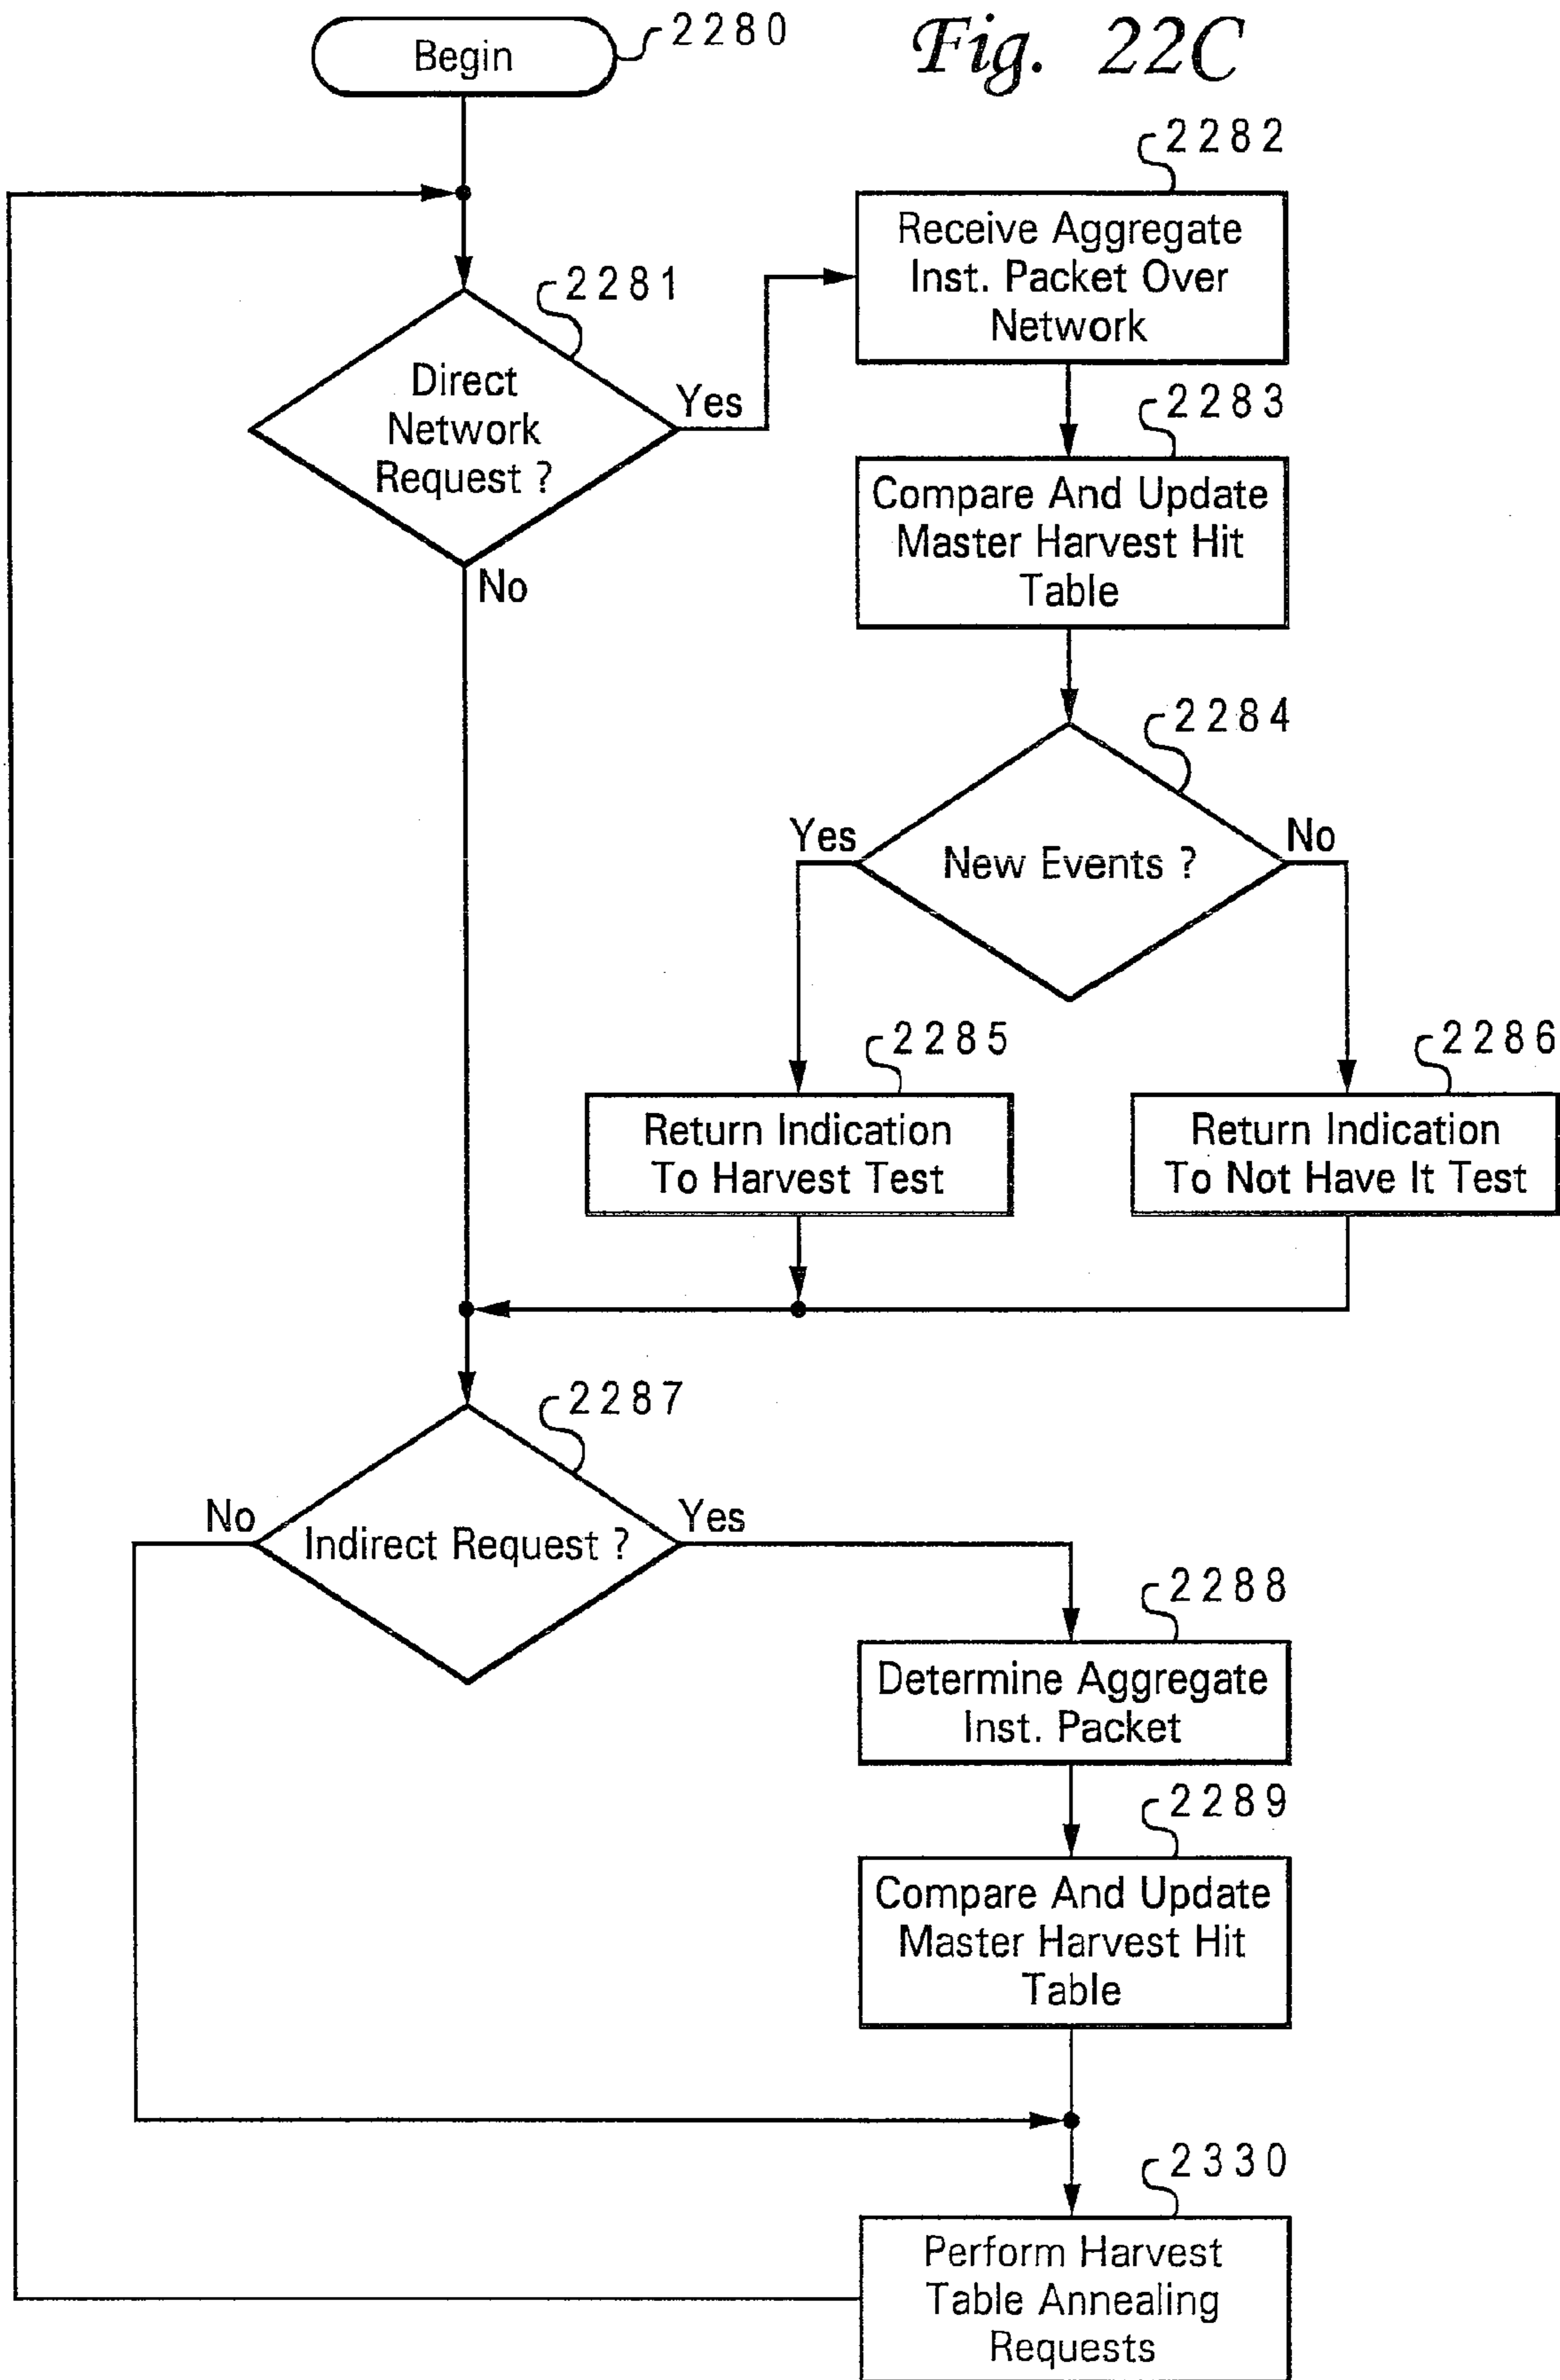 Begin
2280
Fig. 22C
2282
Receive Aggregate
Inst. Packet Over
Network
2281
Direct
Network
Request ?
Yes
No
2283
Compare And Update
Master Harvest Hit
Table
2284
New Events ?
Yes
No
2285
Return Indication
To Harvest Test
2286
Return Indication
To Not Have It Test
2287
Indirect Request ?
No
Yes
2288
Determine Aggregate
Inst. Packet
2289
Compare And Update
Master Harvest Hit
Table
2330
Perform Harvest
Table Annealing
Requests